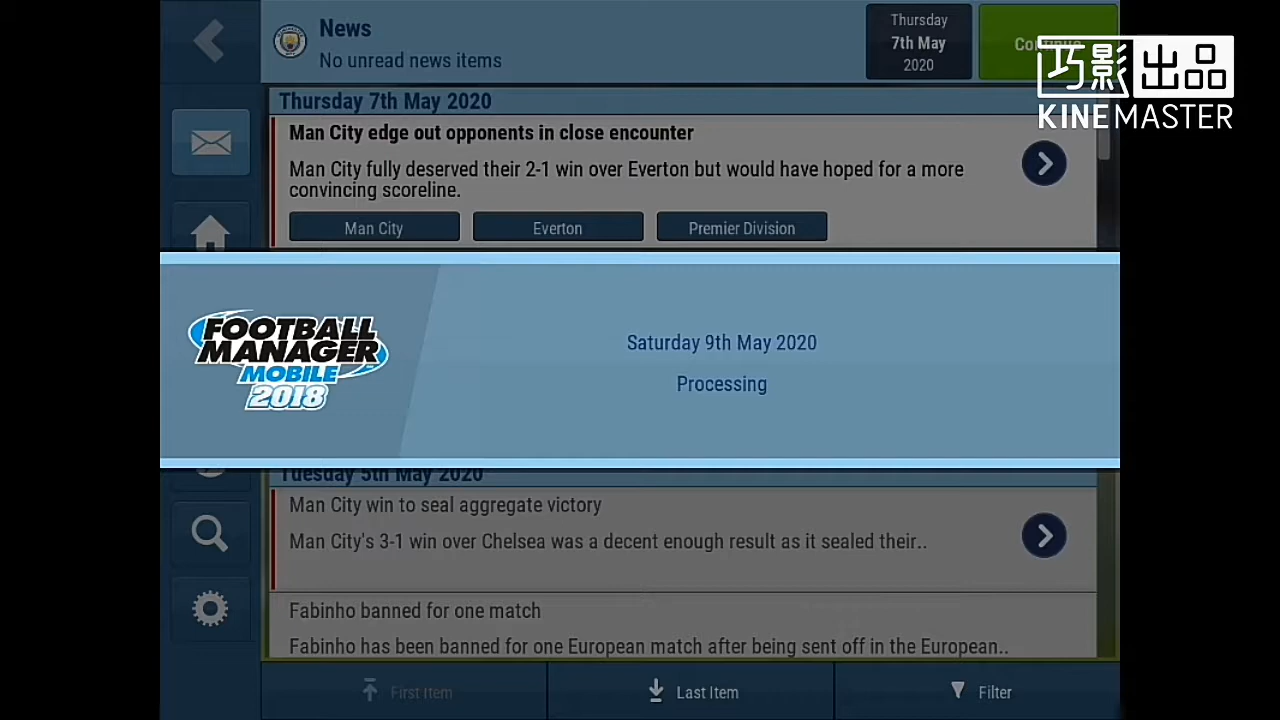 News
No unread news items
Thursday
7th May
2020
巧影出品
KINEMASTER
Thursday 7th May 2020
Man City edge out opponents in close encounter
Man City fully deserved their 2-1 win over Everton but would have hoped for a more
convincing scoreline.
Man City
Everton
Premier Division
FOOTBALL
MANAGER
MOBILE
2018
Saturday 9th May 2020
Processing
Tuesday 5th May 2020
Man City win to seal aggregate victory
Man City's 3-1 win over Chelsea was a decent enough result as it sealed their..
Fabinho banned for one match
Fabinho has been banned for one European match after being sent off in the European..
First Item
Last Item
Filter